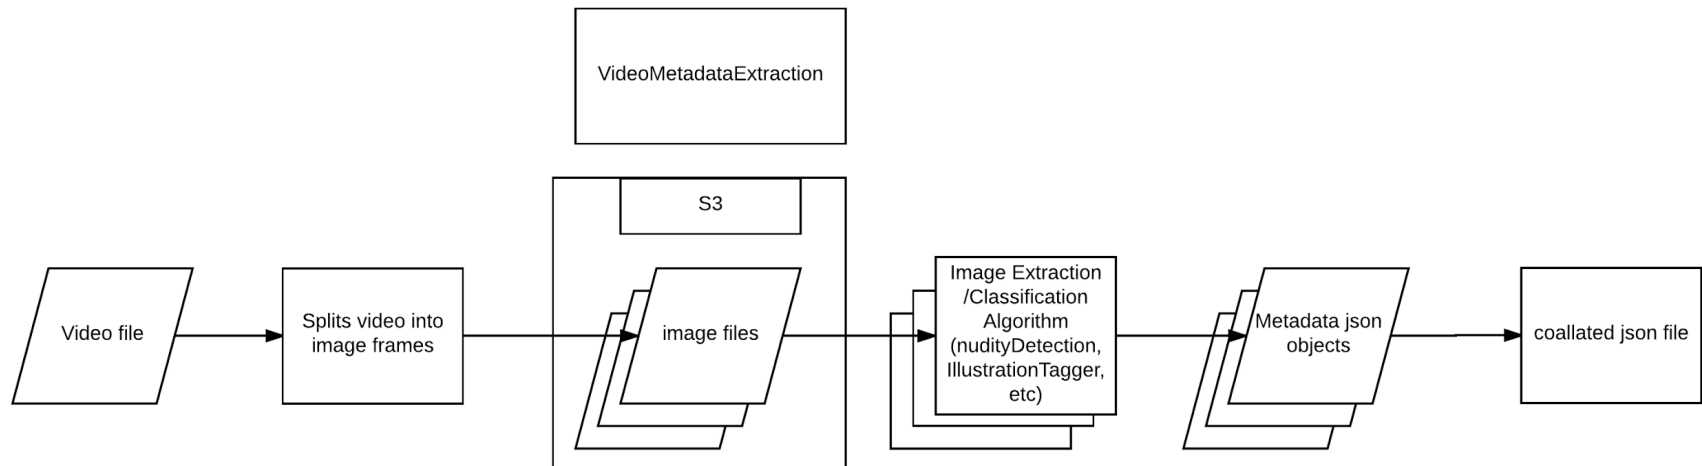 VideoMetadataExtraction
S3
Video file
Splits video into
image frames
image files
Image Extraction
/Classification
Algorithm
(nudityDetection,
IllustrationTagger,
etc)
Metadata json
objects
coallated json file